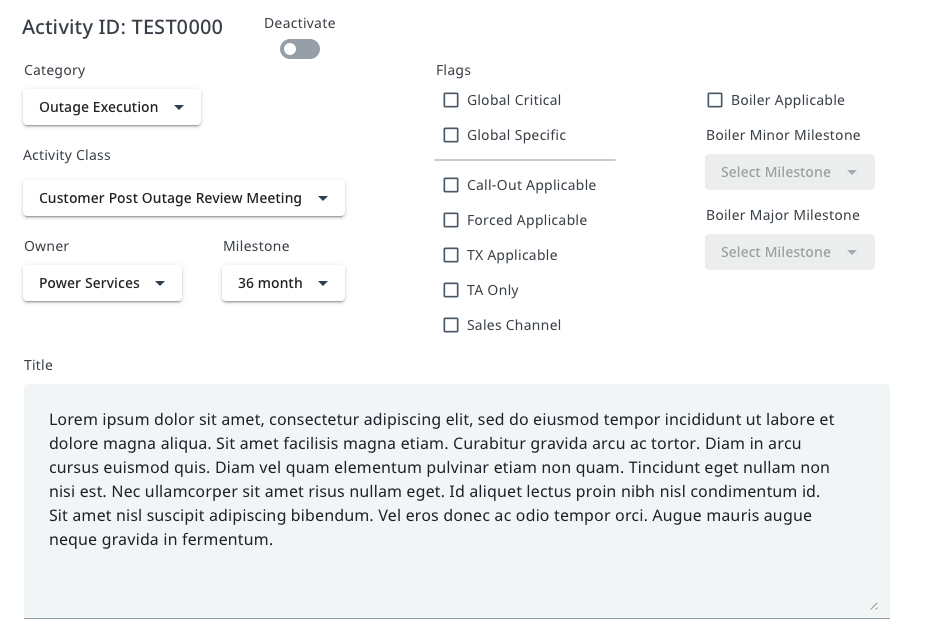 Activity ID: TEST0000
Deactivate
Category
Outage Execution
Activity Class
Customer Post Outage Review Meeting
Owner
Milestone
Power Services
36 month
Flags
Global Critical
Global Specific
Call-Out Applicable
Forced Applicable
TX Applicable
TA Only
Sales Channel
Boiler Applicable
Boiler Minor Milestone
Select Milestone
Boiler Major Milestone
Select Milestone
Title
Lorem ipsum dolor sit amet, consectetur adipiscing elit, sed do eiusmod tempor incididunt ut labore et
dolore magna aliqua. Sit amet facilisis magna etiam. Curabitur gravida arcu ac tortor. Diam in arcu
cursus euismod quis. Diam vel quam elementum pulvinar etiam non quam. Tincidunt eget nullam non
nisi est. Nec ullamcorper sit amet risus nullam eget. Id aliquet lectus proin nibh nisl condimentum id.
Sit amet nisl suscipit adipiscing bibendum. Vel eros donec ac odio tempor orci. Augue mauris augue
neque gravida in fermentum.